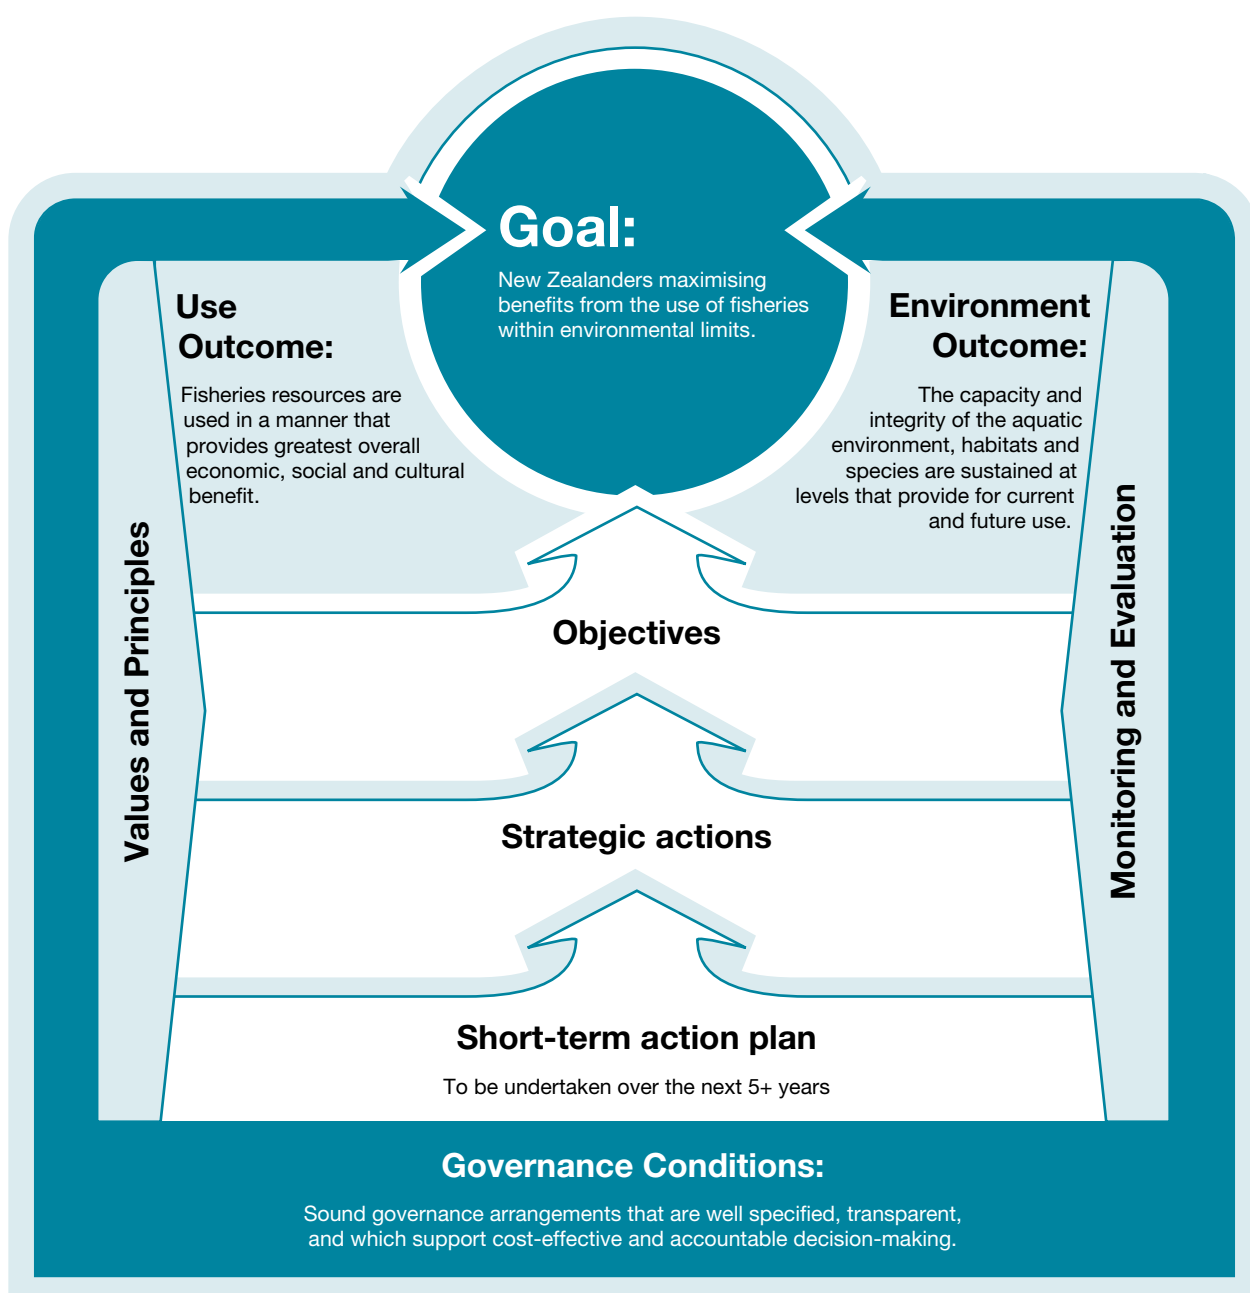 Goal:
New Zealanders maximising
benefits from the use of fisheries
within environmental limits.
Use
Outcome:
Fisheries resources are
used in a manner that
provides greatest overall
economic, social and cultural
benefit.
Environment
Outcome:
The capacity and
integrity of the aquatic
environment, habitats and
species are sustained at
levels that provide for current
and future use.
Values and Principles
Monitoring and Evaluation
Objectives
Strategic actions
Short-term action plan
To be undertaken over the next 5+ years
Governance Conditions:
Sound governance arrangements that are well specified, transparent,
and which support cost-effective and accountable decision-making.